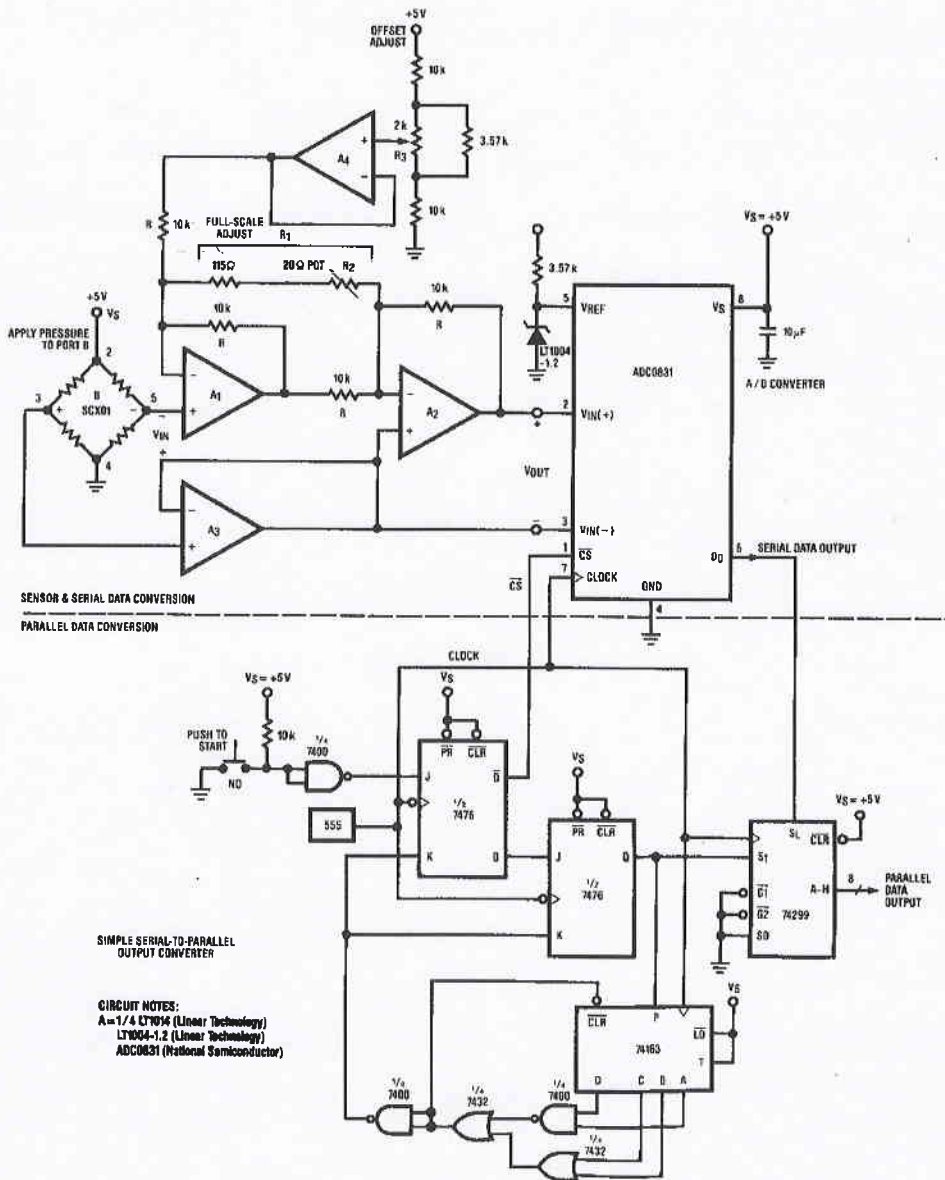 +5V
OFFSET
ADJUST
10k
2k
R3
3.57k
A4
10k
R
10k
FULL-SCALE
ADJUST R1
115Ω
20Ω POT
R2
10k
R
10k
R
10k
R
+5V
VS
APPLY PRESSURE
TO PORT B
2
3
5
4
+
−
B
SCX01
−
VIN
+
A1
A2
A3
−
+
VOUT
+
−
3.57k
LT1004
-1.2
5
VREF
VS
8
VS = +5V
10µF
ADC0831
A/D CONVERTER
2
VIN(+)
3
VIN(−)
1
CS
7
CLOCK
GND
4
DO
SERIAL DATA OUTPUT
CS
SENSOR & SERIAL DATA CONVERSION
PARALLEL DATA CONVERSION
CLOCK
VS = +5V
10k
PUSH TO
START
NO
1/4
7400
555
VS
PR
CLR
J
K
1/2
7476
VS
PR
CLR
J
K
1/2
7476
SL
CLR
VS = +5V
S1
G1
G2
S0
74299
A-H
8
PARALLEL
DATA
OUTPUT
SIMPLE SERIAL-TO-PARALLEL
OUTPUT CONVERTER
CIRCUIT NOTES:
A = 1/4 LT1014 (Linear Technology)
LT1004-1.2 (Linear Technology)
ADC0831 (National Semiconductor)
CLR
P
LD
T
VS
74163
D C B A
1/4
7400
1/4
7432
1/4
7400
1/4
7432